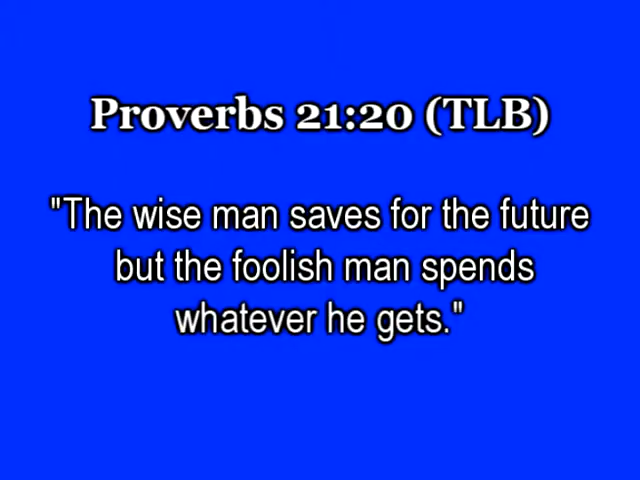 Proverbs 21:20 (TLB)
"The wise man saves for the future
but the foolish man spends
whatever he gets."